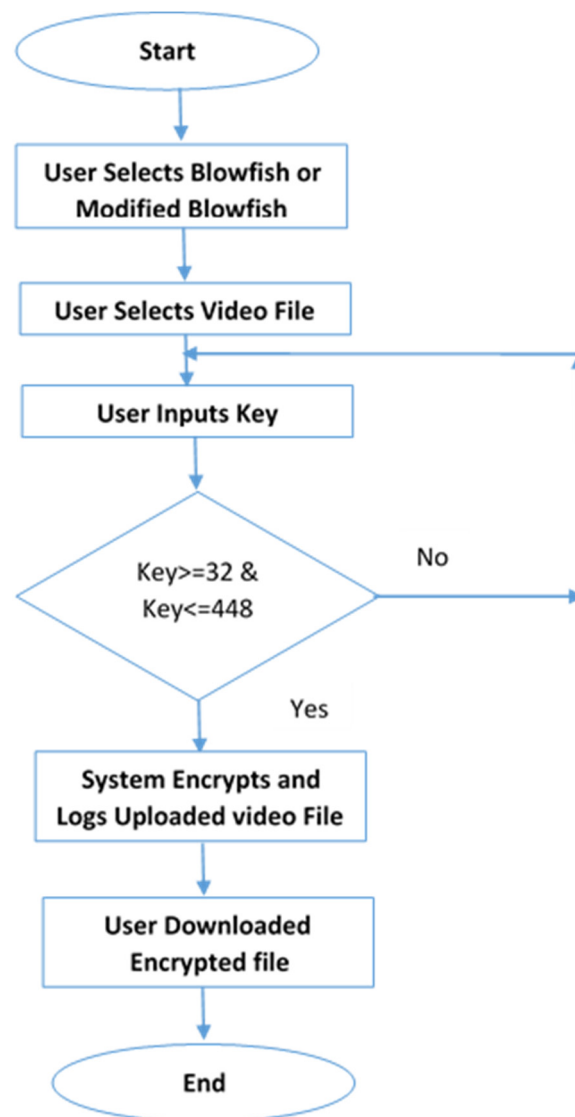 Start
User Selects Blowfish or
Modified Blowfish
User Selects Video File
User Inputs Key
Key>=32 &
Key<=448
No
Yes
System Encrypts and
Logs Uploaded video File
User Downloaded
Encrypted file
End